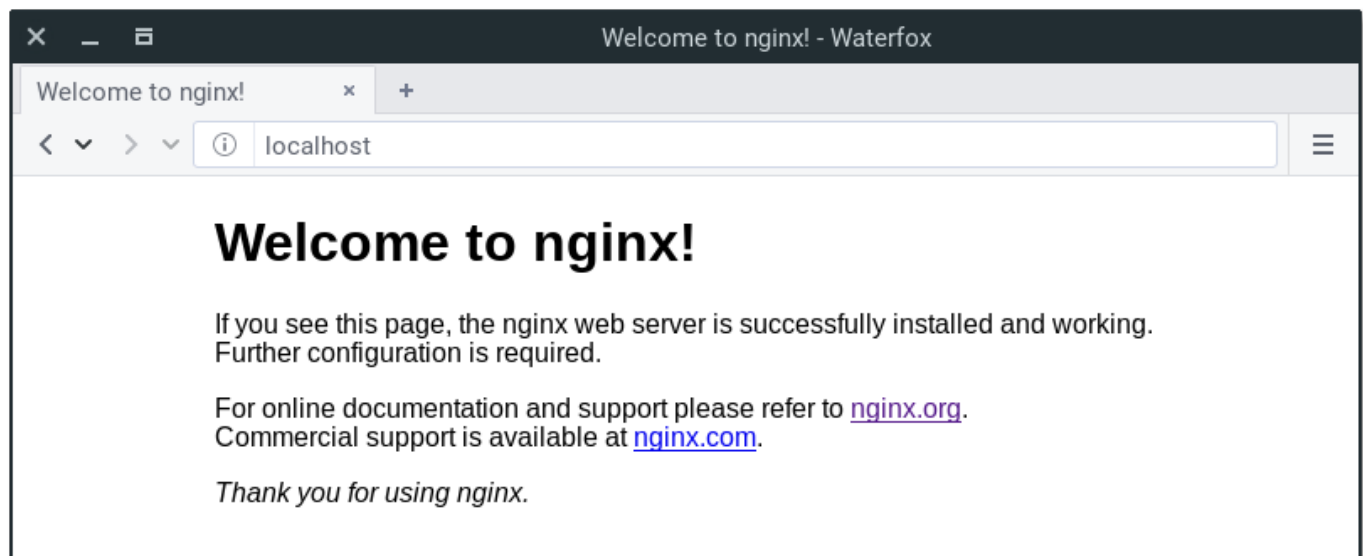 Welcome to nginx! - Waterfox
Welcome to nginx!
localhost
Welcome to nginx!
If you see this page, the nginx web server is successfully installed and working.
Further configuration is required.
For online documentation and support please refer to nginx.org.
Commercial support is available at nginx.com.
Thank you for using nginx.